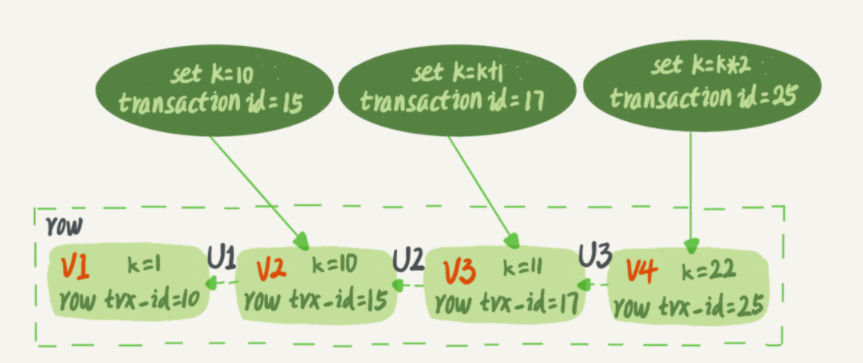 set k=10
transaction id=15
set k=k+1
transaction id=17
set k=k*2
transaction id=25
row
V1 k=1
row trx-id=10
U1
V2 k=10
row trx-id=15
U2
V3 k=11
row trx-id=17
U3
V4 k=22
row trx-id=25